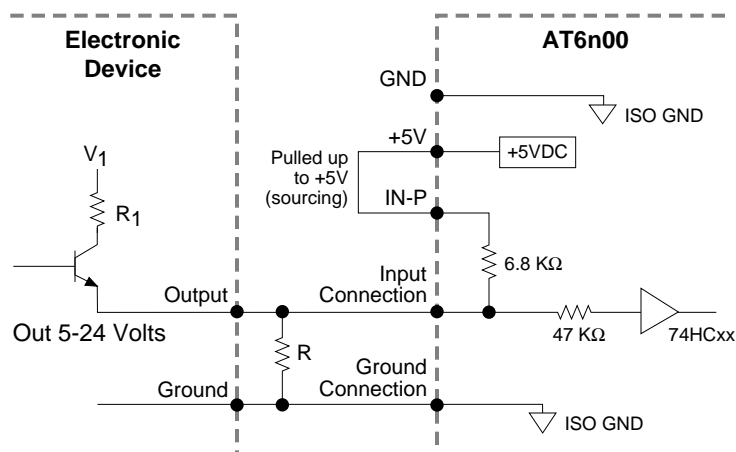 Electronic
Device
AT6n00
GND
ISO GND
+5V
+5VDC
Pulled up
to +5V
(sourcing)
IN-P
V1
R1
6.8 KΩ
Output
Input
Connection
Out 5-24 Volts
R
47 KΩ
74HCxx
Ground
Ground
Connection
ISO GND